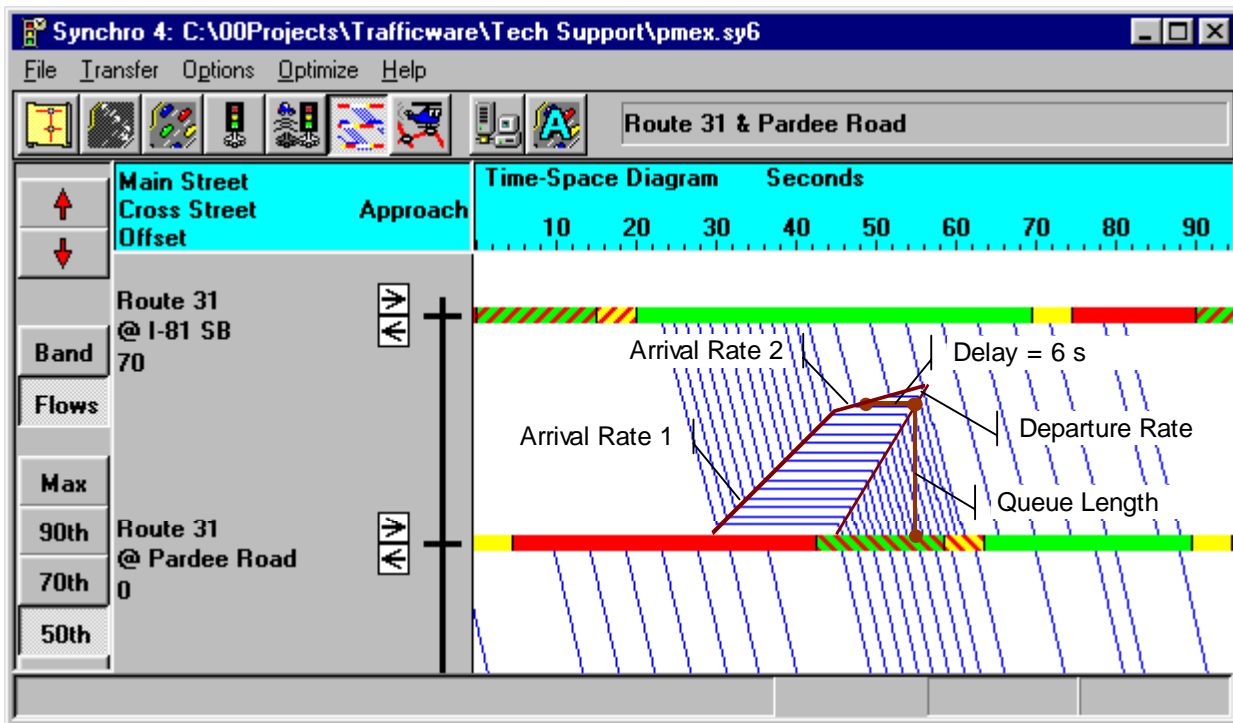 Synchro 4: C:\00Projects\Trafficware\Tech Support\pmex.sy6
File Transfer Options Optimize Help
A
Route 31 & Pardee Road
Main Street
Cross Street Approach
Offset
Time-Space Diagram Seconds
10 20 30 40 50 60 70 80 90
Route 31
@ I-81 SB
70
Band
Flows
Arrival Rate 2
Delay = 6 s
Arrival Rate 1
Departure Rate
Queue Length
Max
90th
70th
50th
Route 31
@ Pardee Road
0